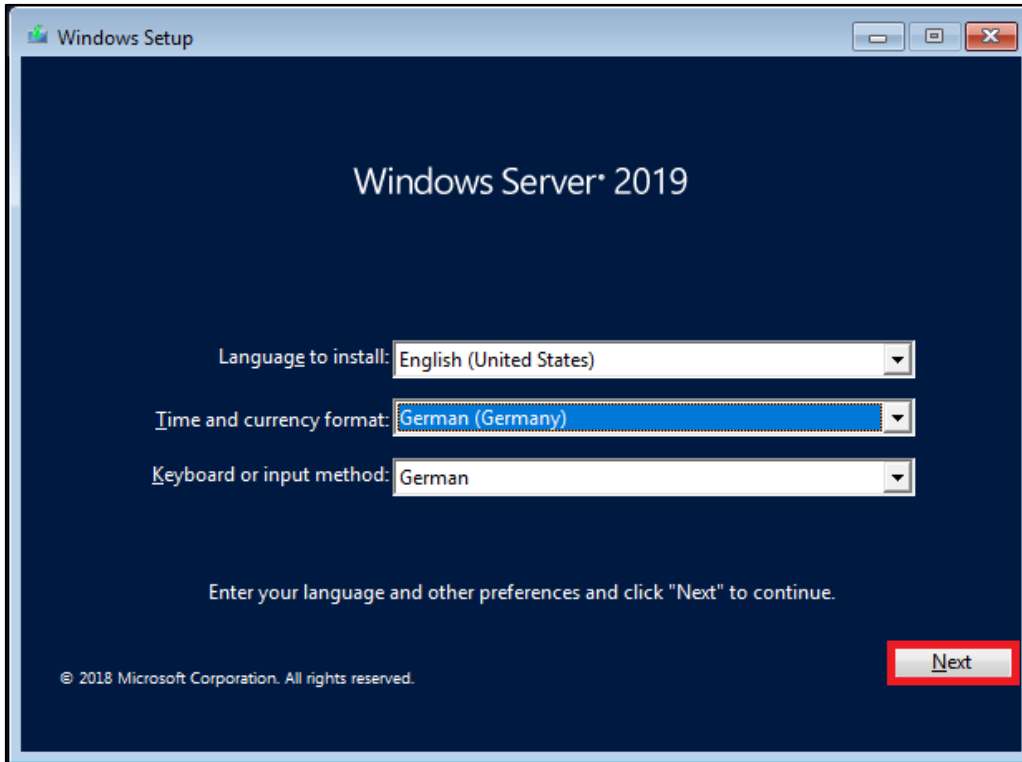 Windows Setup
Windows Server® 2019
Language to install: English (United States)
Time and currency format: German (Germany)
Keyboard or input method: German
Enter your language and other preferences and click "Next" to continue.
Next
© 2018 Microsoft Corporation. All rights reserved.